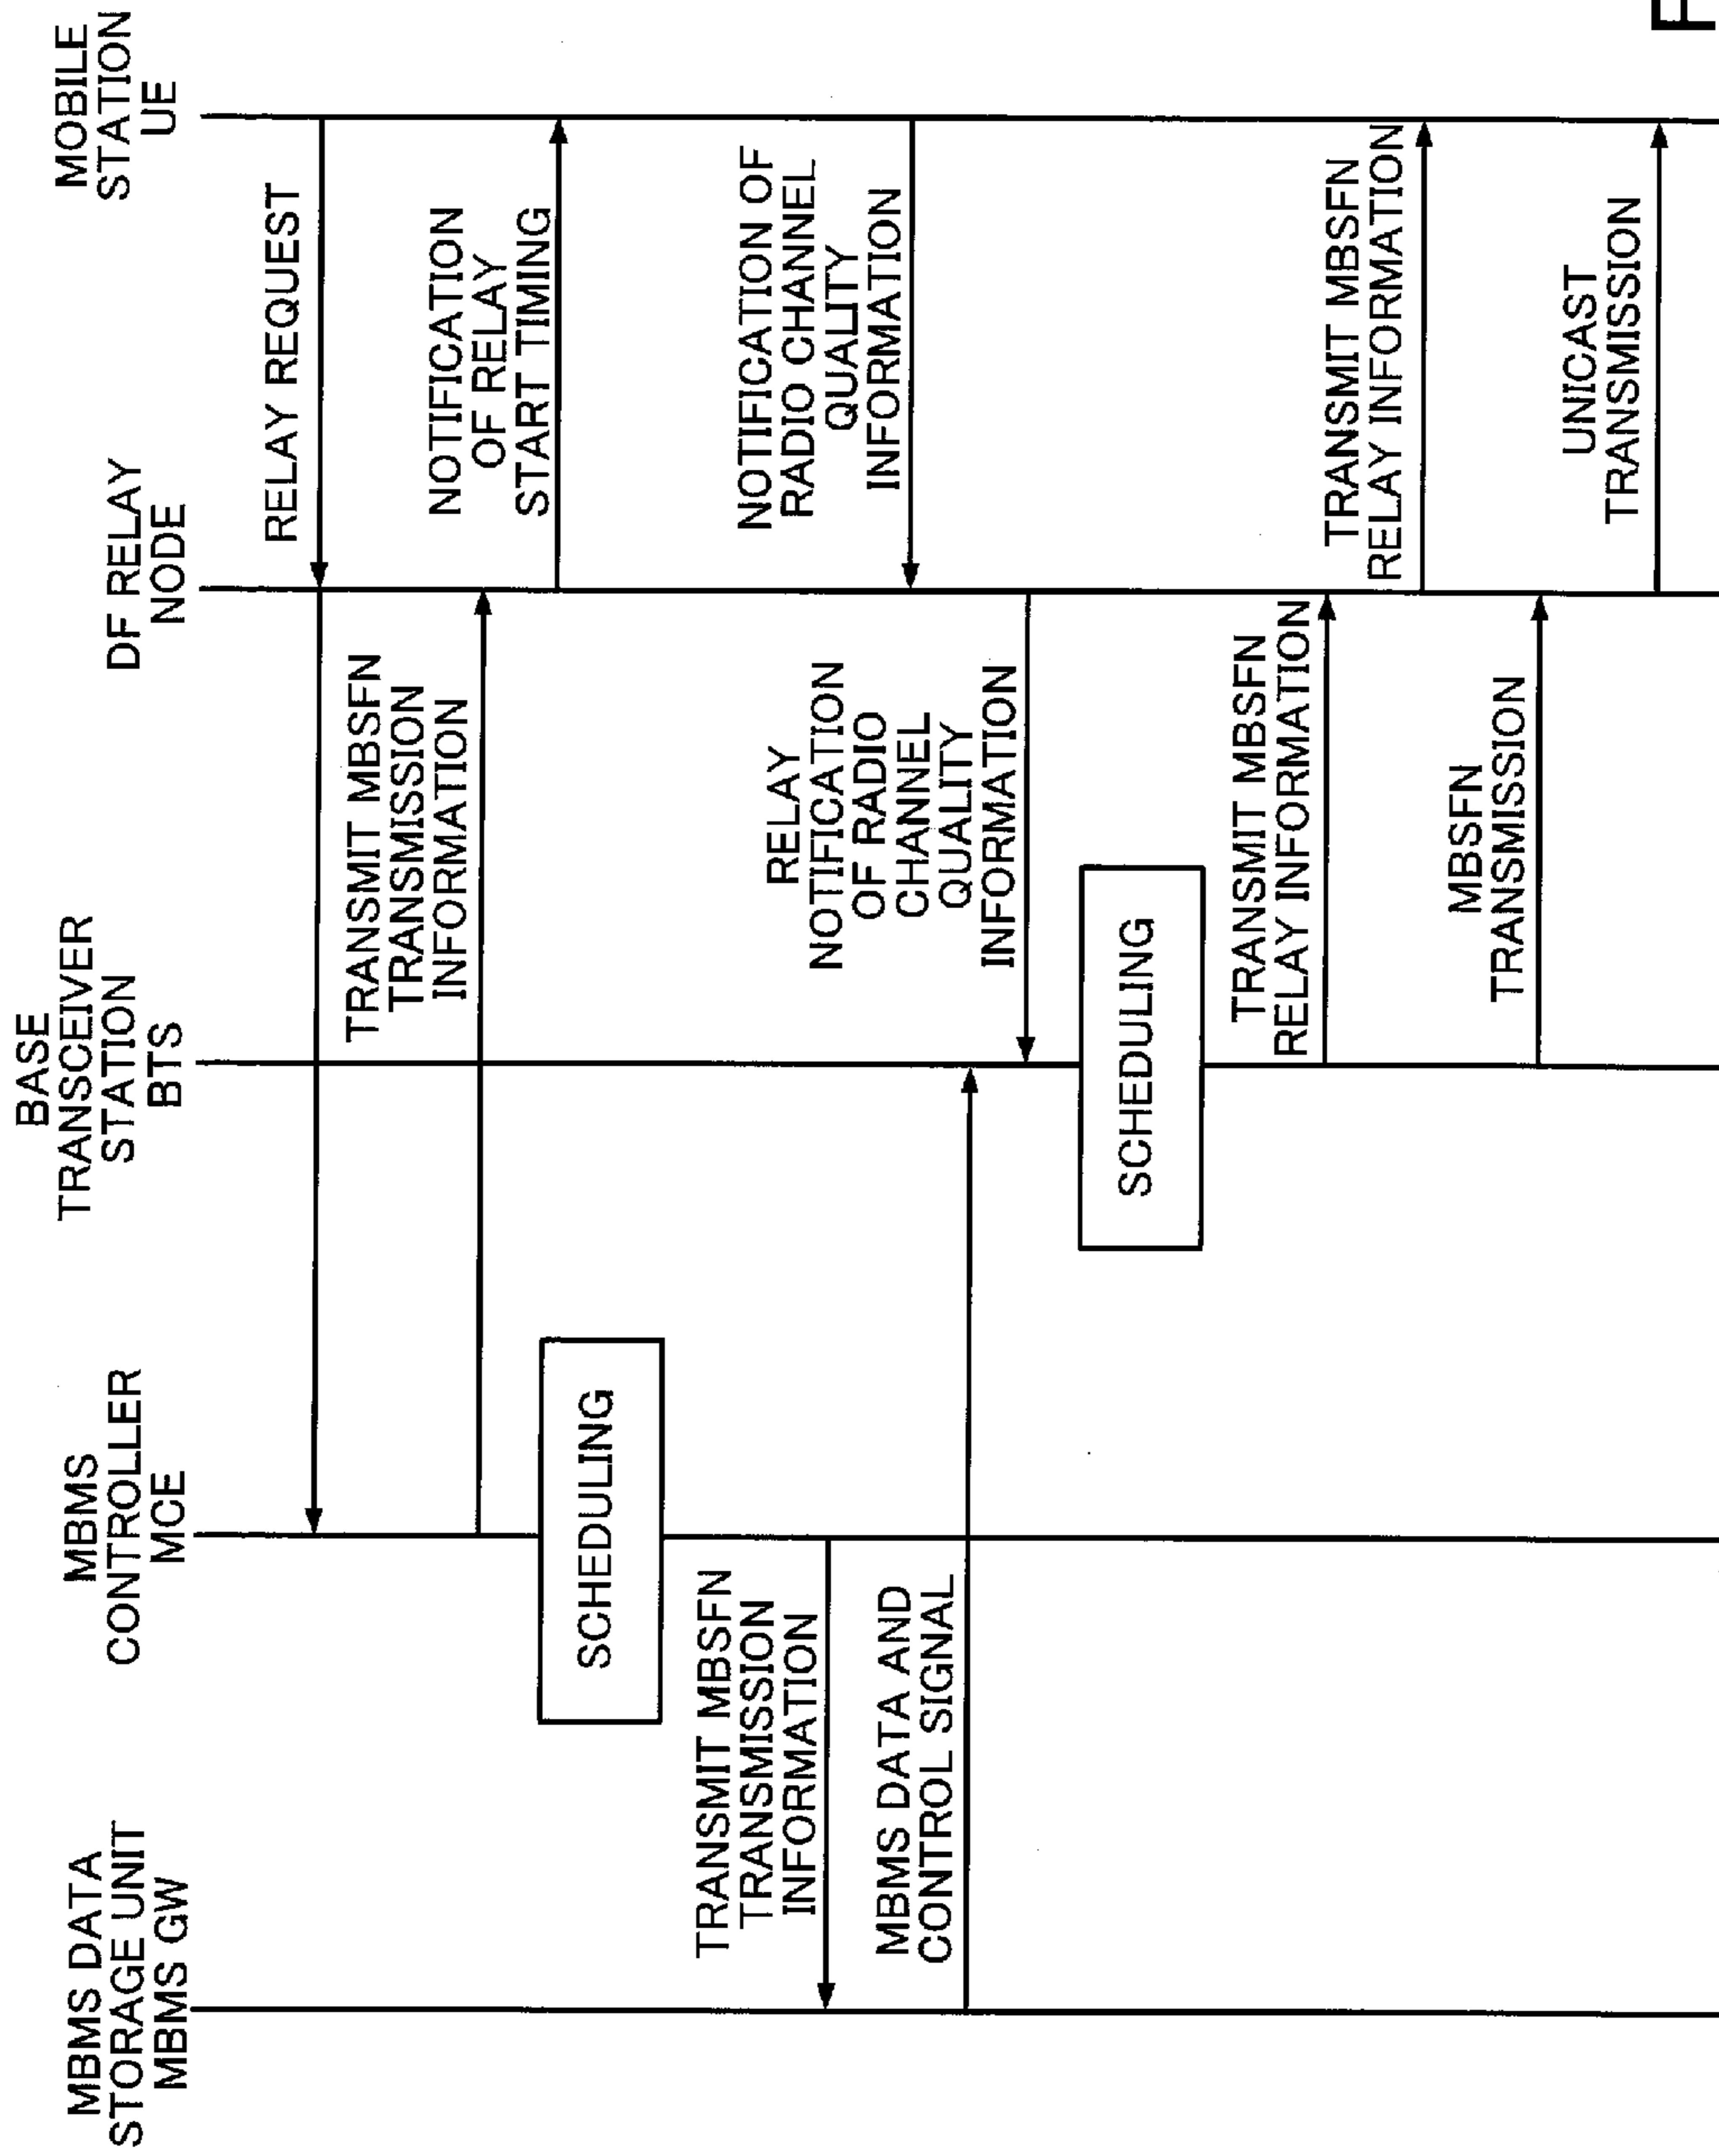 MBMS DATA
STORAGE UNIT
MBMS GW
MBMS
CONTROLLER
MCE
BASE
TRANSCEIVER
STATION
BTS
DF RELAY
NODE
MOBILE
STATION
UE
RELAY REQUEST
TRANSMIT MBSFN
TRANSMISSION
INFORMATION
NOTIFICATION
OF RELAY
START TIMING
SCHEDULING
TRANSMIT MBSFN
TRANSMISSION
INFORMATION
NOTIFICATION OF
RADIO CHANNEL
QUALITY
INFORMATION
MBMS DATA AND
CONTROL SIGNAL
RELAY
NOTIFICATION
OF RADIO
CHANNEL
QUALITY
INFORMATION
SCHEDULING
TRANSMIT MBSFN
RELAY INFORMATION
TRANSMIT MBSFN
RELAY INFORMATION
MBSFN
TRANSMISSION
UNICAST
TRANSMISSION